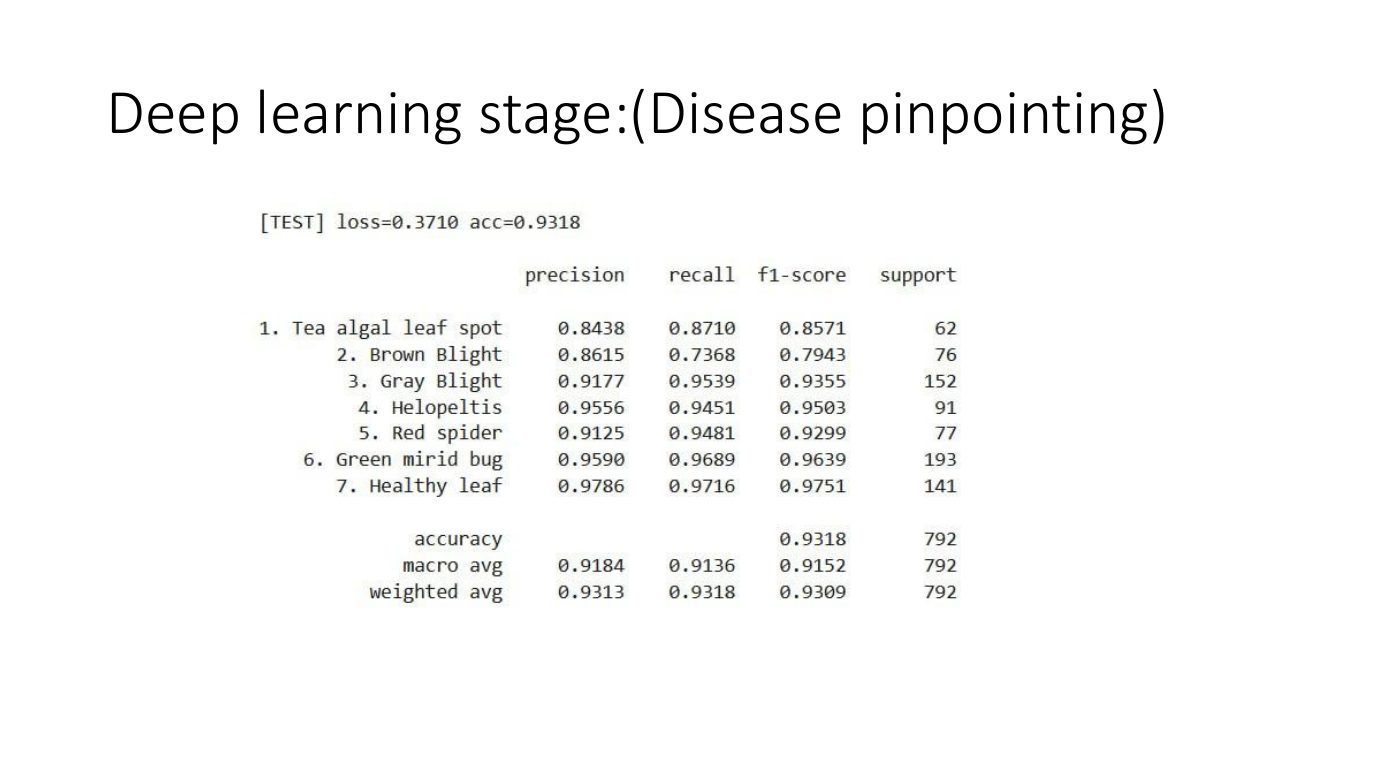 Deep learning stage:(Disease pinpointing)
[TEST] loss=0.3710 acc=0.9318
precision recall f1-score support
1. Tea algal leaf spot 0.8438 0.8710 0.8571 62
2. Brown Blight 0.8615 0.7368 0.7943 76
3. Gray Blight 0.9177 0.9539 0.9355 152
4. Helopeltis 0.9556 0.9451 0.9503 91
5. Red spider 0.9125 0.9481 0.9299 77
6. Green mirid bug 0.9590 0.9689 0.9639 193
7. Healthy leaf 0.9786 0.9716 0.9751 141
accuracy 0.9318 792
macro avg 0.9184 0.9136 0.9152 792
weighted avg 0.9313 0.9318 0.9309 792